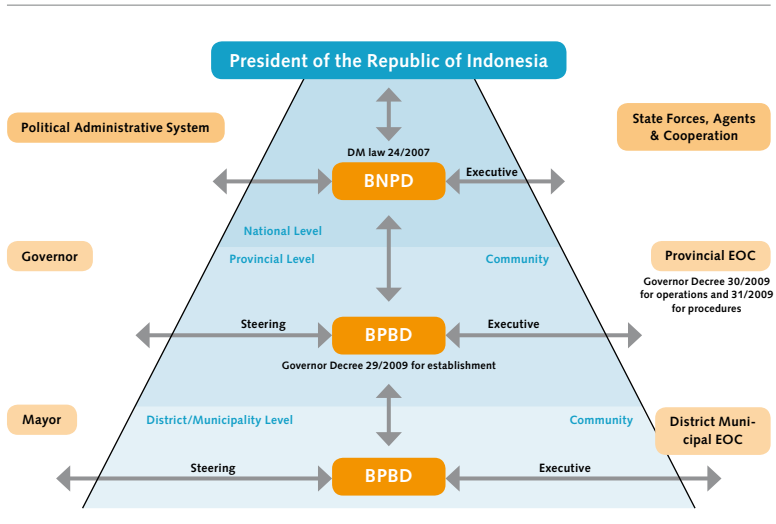 President of the Republic of Indonesia
Political Administrative System
State Forces, Agents
& Cooperation
DM law 24/2007
BNPD
Executive
National Level
Governor
Provincial Level
Community
Provincial EOC
Governor Decree 30/2009
for operations and 31/2009
for procedures
Steering
BPBD
Executive
Governor Decree 29/2009 for establishment
Mayor
District/Municipality Level
Community
District Muni-
cipal EOC
Steering
BPBD
Executive